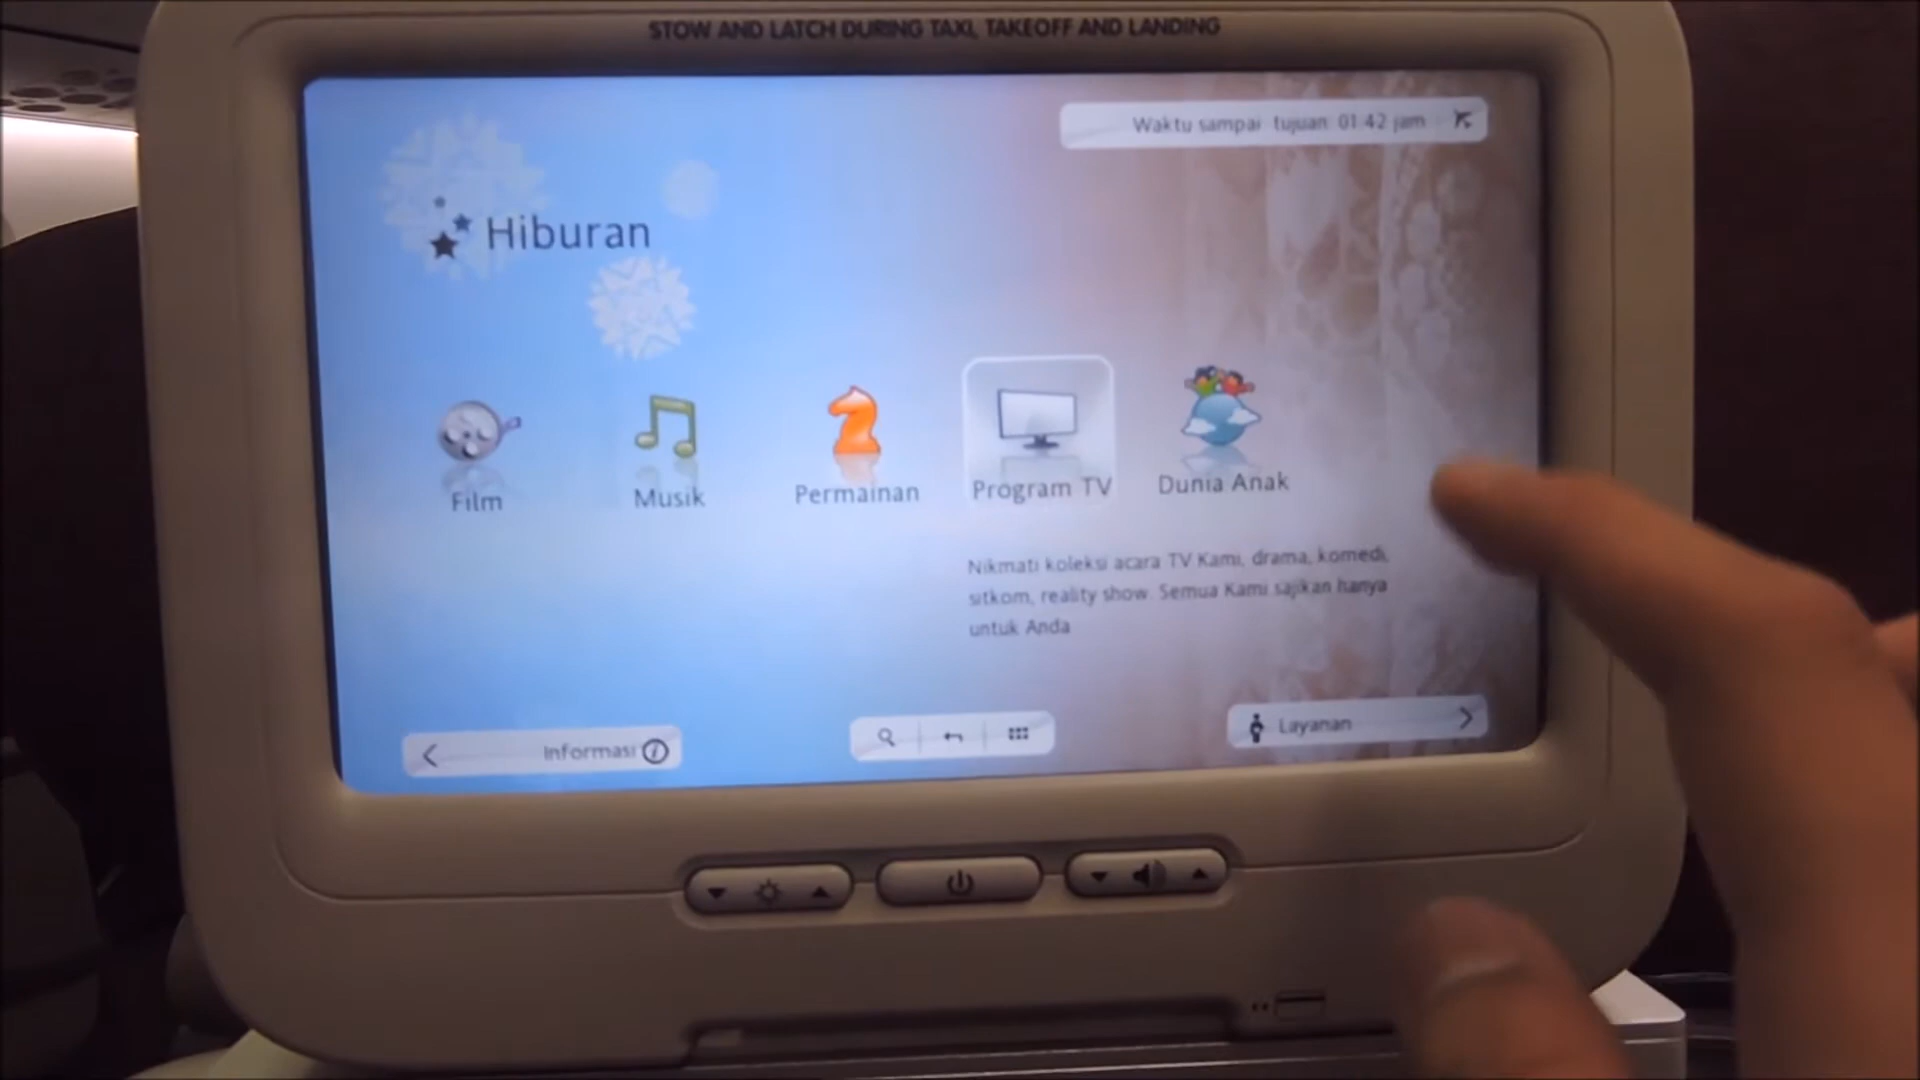 STOW AND LATCH DURING TAXI, TAKEOFF AND LANDING
Waktu sampai tujuan: 01:42 jam
Hiburan
Film
Musik
Permainan
Program TV
Dunia Anak
Nikmati koleksi acara TV Kami, drama, komedi,
sitkom, reality show. Semua Kami sajikan hanya
untuk Anda
Informasi
Layanan